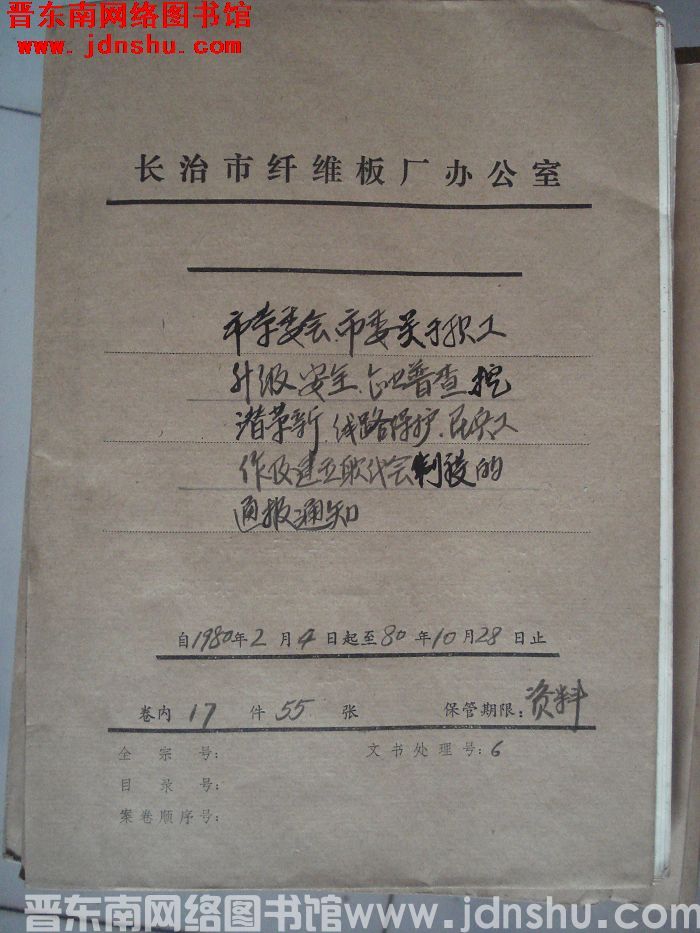 晋东南网络图书馆
www.jdnshu.com
长治市纤维板厂办公室
市革委会、市委关于职工
升级、安全、企业普查、挖
潜革新、线路保护、民兵工
作及建立职代会制度的
通报通知
自1980年2月4日起至80年10月28日止
卷内17件55张 保管期限：资料
全宗号： 文书处理号：6
目录号：
案卷顺序号：
晋东南网络图书馆www.jdnshu.com